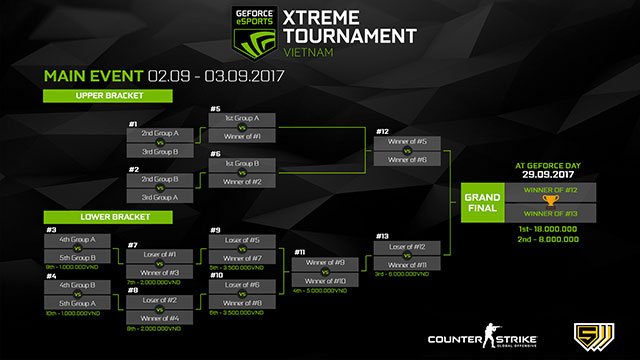 GEFORCE
eSPORTS
XTREME
TOURNAMENT
VIETNAM
MAIN EVENT 02.09 - 03.09.2017
UPPER BRACKET
#1
2nd Group A
vs
3rd Group B
#2
2nd Group B
vs
3rd Group A
#5
1st Group A
vs
Winner of #1
#6
1st Group B
vs
Winner of #2
#12
Winner of #5
vs
Winner of #6
LOWER BRACKET
#3
4th Group A
vs
5th Group B
9th - 1.000.000VND
#4
4th Group B
vs
5th Group A
10th - 1.000.000VND
#7
Loser of #1
vs
Winner of #3
7th - 2.000.000VND
#8
Loser of #2
vs
Winner of #4
8th - 2.000.000VND
#9
Loser of #5
vs
Winner of #7
5th - 3.500.000VND
#10
Loser of #6
vs
Winner of #8
6th - 3.500.000VND
#11
Winner of #9
vs
Winner of #10
4th - 5.000.000VND
#13
Loser of #12
vs
Winner of #11
3rd - 6.000.000VND
AT GEFORCE DAY
29.09.2017
GRAND
FINAL
WINNER OF #12
WINNER OF #13
1st- 18.000.000
2nd - 8.000.000
COUNTER STRIKE
GLOBAL OFFENSIVE